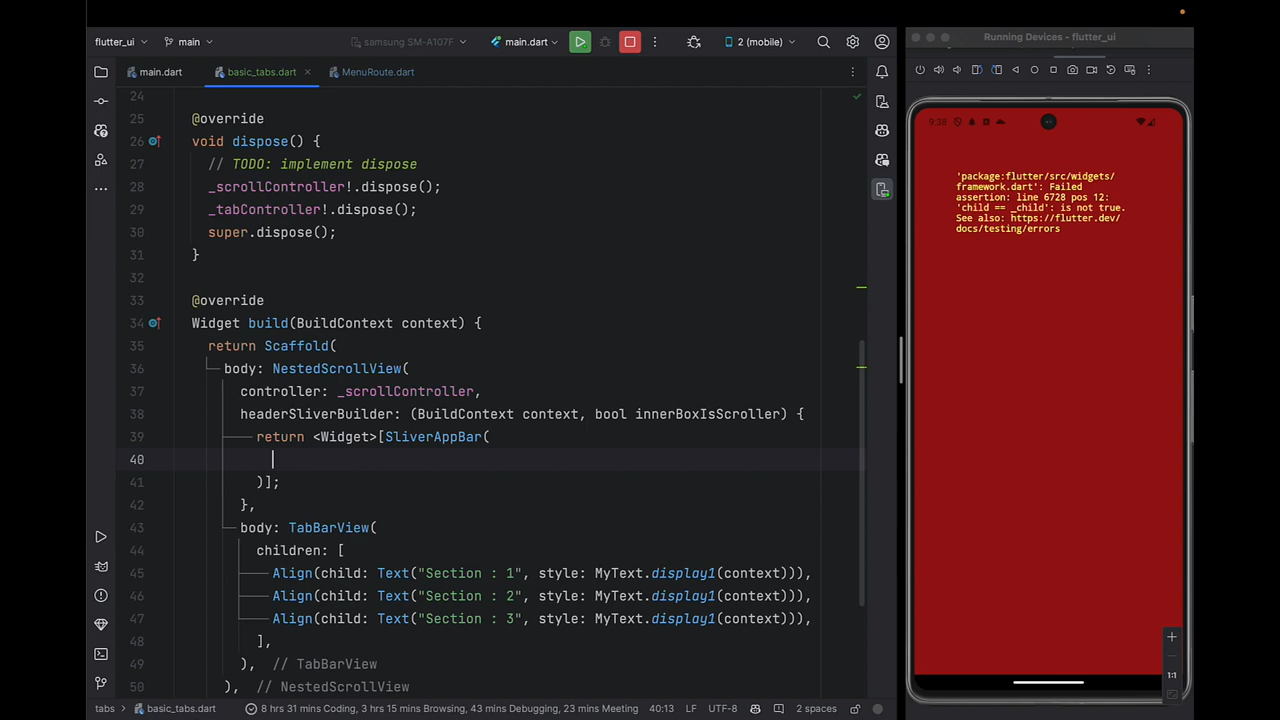 flutter_ui
main
samsung SM-A107F
main.dart
2 (mobile)
Running Devices - flutter_ui
main.dart
basic_tabs.dart
MenuRoute.dart
24
25 @override
26 void dispose() {
27 // TODO: implement dispose
28 _scrollController!.dispose();
29 _tabController!.dispose();
30 super.dispose();
31 }
32
33 @override
34 Widget build(BuildContext context) {
35 return Scaffold(
36 body: NestedScrollView(
37 controller: _scrollController,
38 headerSliverBuilder: (BuildContext context, bool innerBoxIsScroller) {
39 return <Widget>[SliverAppBar(
40
41 )];
42 },
43 body: TabBarView(
44 children: [
45 Align(child: Text("Section : 1", style: MyText.display1(context))),
46 Align(child: Text("Section : 2", style: MyText.display1(context))),
47 Align(child: Text("Section : 3", style: MyText.display1(context))),
48 ],
49 ), // TabBarView
50 ), // NestedScrollView
9:38
'package:flutter/src/widgets/
framework.dart': Failed
assertion: line 6728 pos 12:
'child == _child': is not true.
See also: https://flutter.dev/
docs/testing/errors
1:1
tabs > basic_tabs.dart
8 hrs 31 mins Coding, 3 hrs 15 mins Browsing, 43 mins Debugging, 23 mins Meeting
40:13
LF
UTF-8
2 spaces